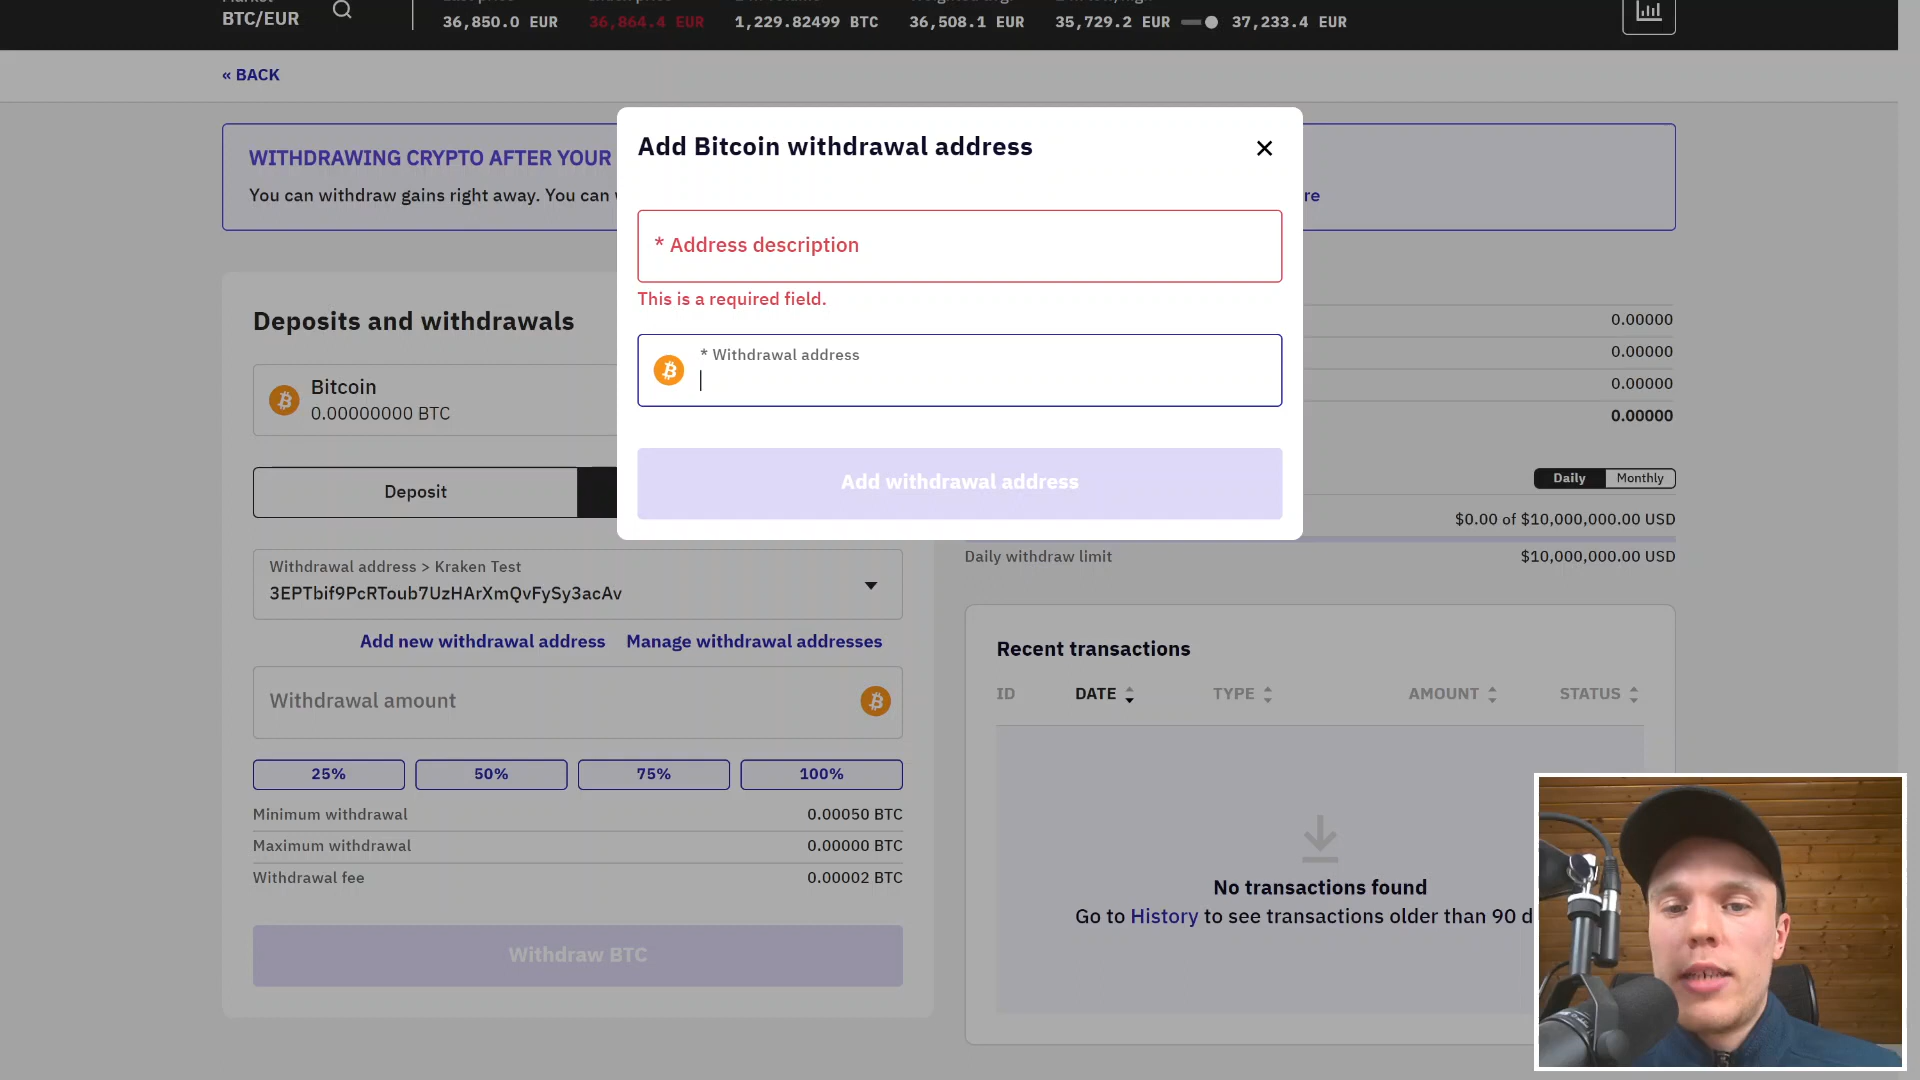 BTC/EUR
36,850.0 EUR
36,864.4 EUR
1,229.82499 BTC
36,508.1 EUR
35,729.2 EUR
37,233.4 EUR
« BACK
WITHDRAWING CRYPTO AFTER YOUR
You can withdraw gains right away. You can
re
Add Bitcoin withdrawal address
* Address description
This is a required field.
* Withdrawal address
Add withdrawal address
Deposits and withdrawals
Bitcoin
0.00000000 BTC
Deposit
Withdrawal address > Kraken Test
3EPTbif9PcRToub7UzHArXmQvFySy3acAv
Add new withdrawal address
Manage withdrawal addresses
Withdrawal amount
25%
50%
75%
100%
Minimum withdrawal
0.00050 BTC
Maximum withdrawal
0.00000 BTC
Withdrawal fee
0.00002 BTC
Withdraw BTC
0.00000
0.00000
0.00000
0.00000
Daily
Monthly
$0.00 of $10,000,000.00 USD
Daily withdraw limit
$10,000,000.00 USD
Recent transactions
ID
DATE
TYPE
AMOUNT
STATUS
No transactions found
Go to History to see transactions older than 90 d